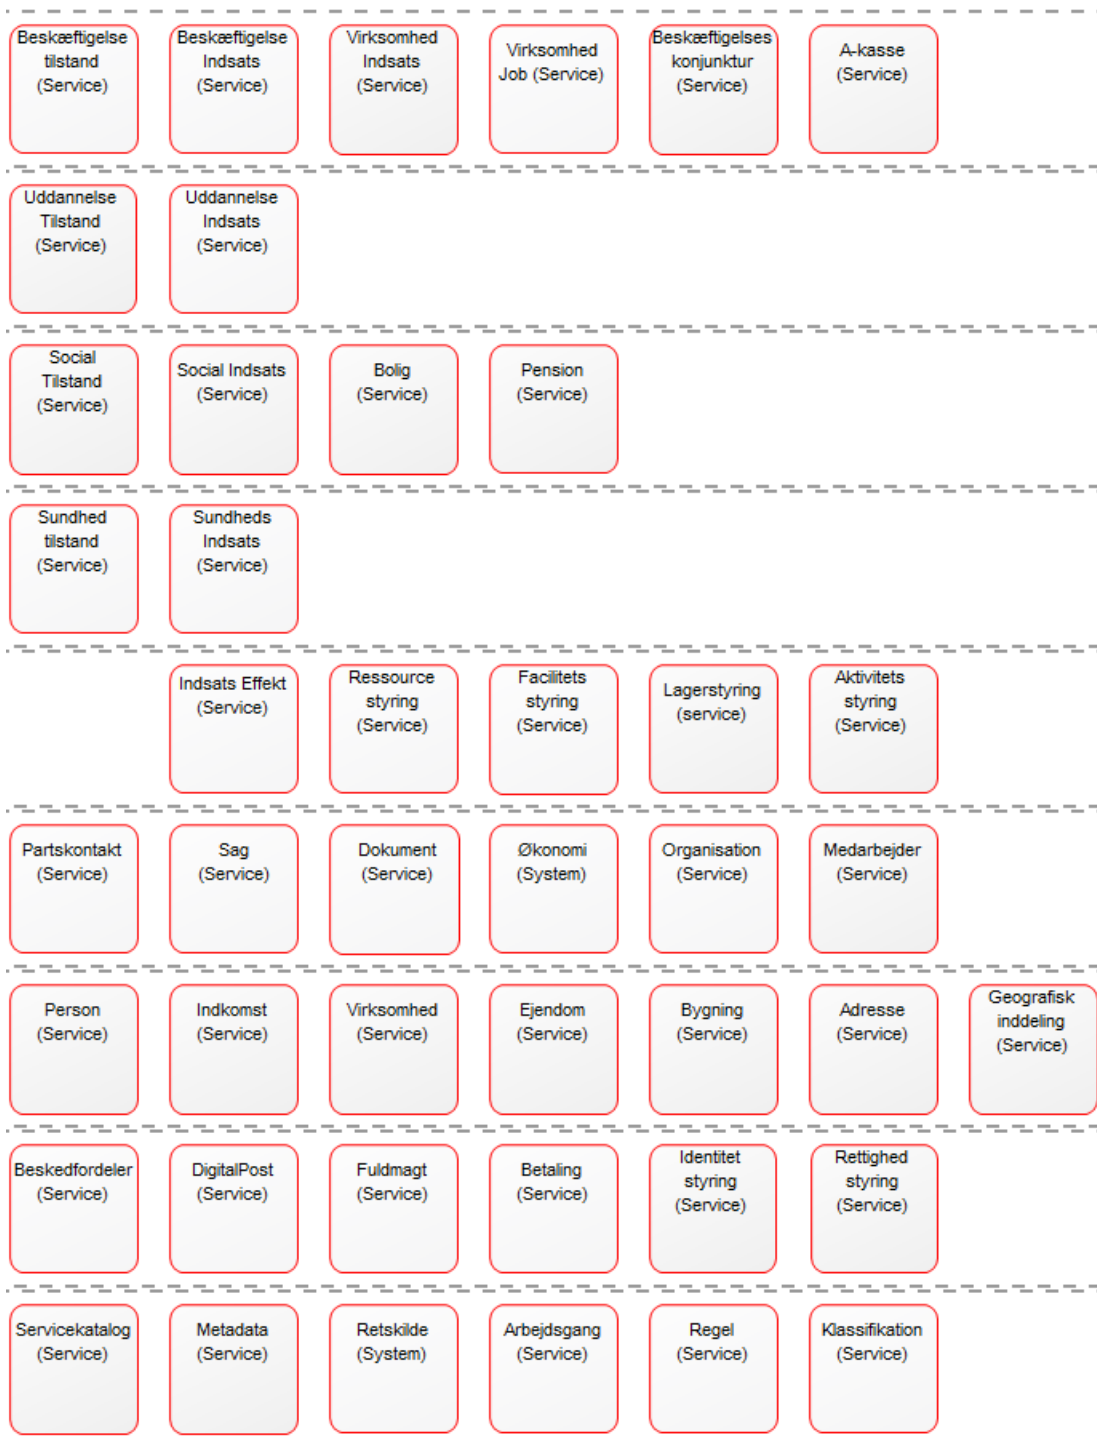 Beskæftigelse
tilstand
(Service)
Beskæftigelse
Indsats
(Service)
Virksomhed
Indsats
(Service)
Virksomhed
Job (Service)
Beskæftigelses
konjunktur
(Service)
A-kasse
(Service)
Uddannelse
Tilstand
(Service)
Uddannelse
Indsats
(Service)
Social
Tilstand
(Service)
Social Indsats
(Service)
Bolig
(Service)
Pension
(Service)
Sundhed
tilstand
(Service)
Sundheds
Indsats
(Service)
Indsats Effekt
(Service)
Ressource
styring
(Service)
Facilitets
styring
(Service)
Lagerstyring
(service)
Aktivitets
styring
(Service)
Partskontakt
(Service)
Sag
(Service)
Dokument
(Service)
Økonomi
(System)
Organisation
(Service)
Medarbejder
(Service)
Person
(Service)
Indkomst
(Service)
Virksomhed
(Service)
Ejendom
(Service)
Bygning
(Service)
Adresse
(Service)
Geografisk
inddeling
(Service)
Beskedfordeler
(Service)
DigitalPost
(Service)
Fuldmagt
(Service)
Betaling
(Service)
Identitet
styring
(Service)
Rettighed
styring
(Service)
Servicekatalog
(Service)
Metadata
(Service)
Retskilde
(System)
Arbejdsgang
(Service)
Regel
(Service)
Klassifikation
(Service)